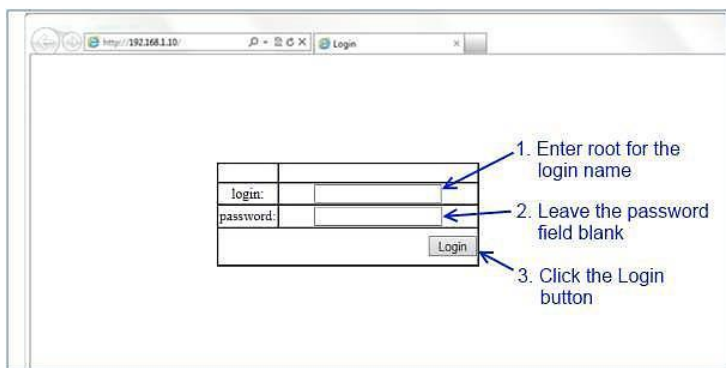 http://192.168.1.10/
Login
1. Enter root for the
login name
login:
password:
2. Leave the password
field blank
Login
3. Click the Login
button